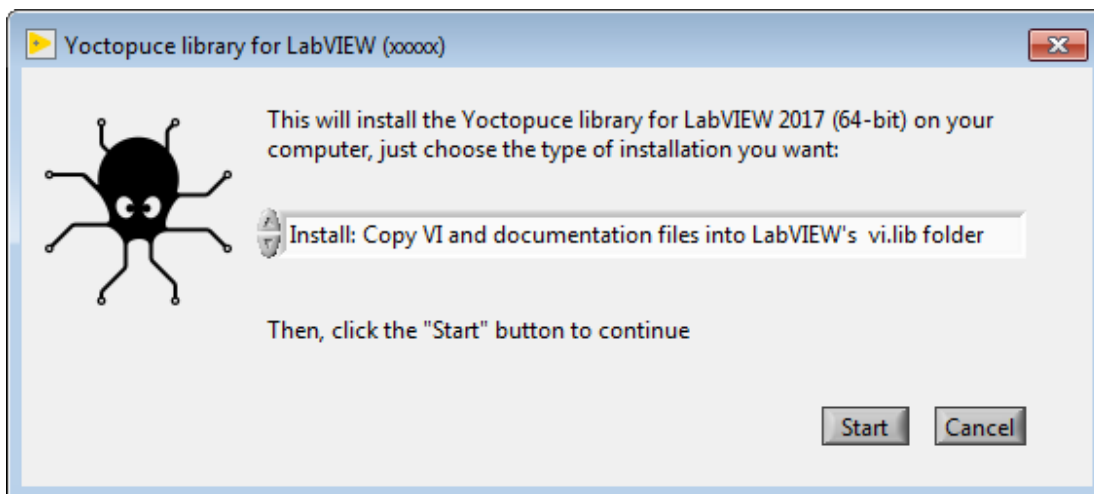 Yoctopuce library for LabVIEW (xxxxx)
This will install the Yoctopuce library for LabVIEW 2017 (64-bit) on your
computer, just choose the type of installation you want:
Install: Copy VI and documentation files into LabVIEW's vi.lib folder
Then, click the "Start" button to continue
Start
Cancel